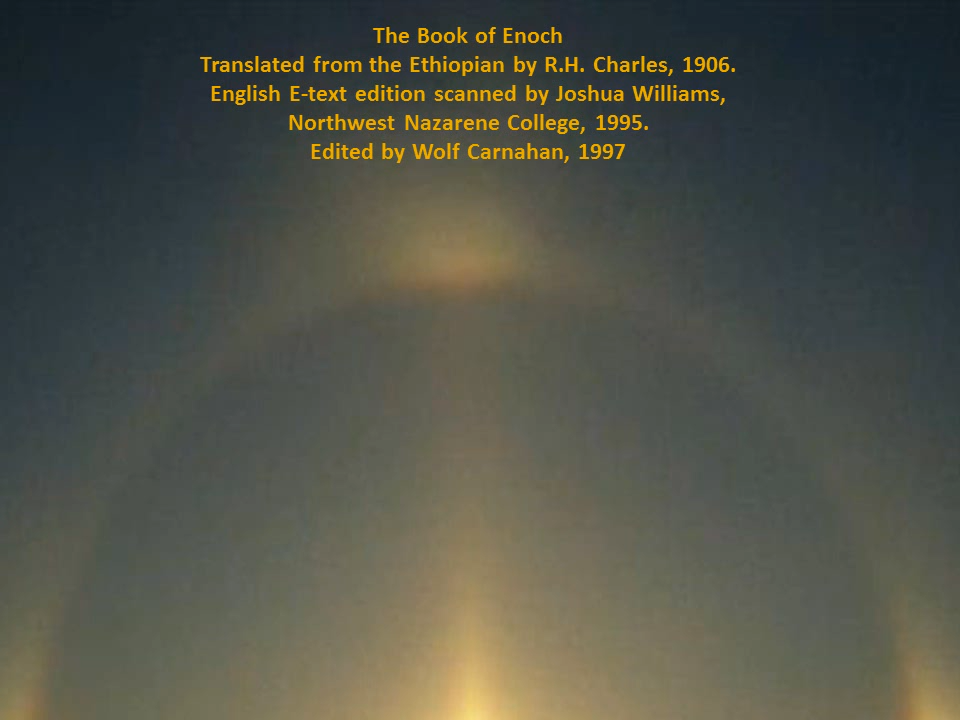 The Book of Enoch
Translated from the Ethiopian by R.H. Charles, 1906.
English E-text edition scanned by Joshua Williams,
Northwest Nazarene College, 1995.
Edited by Wolf Carnahan, 1997